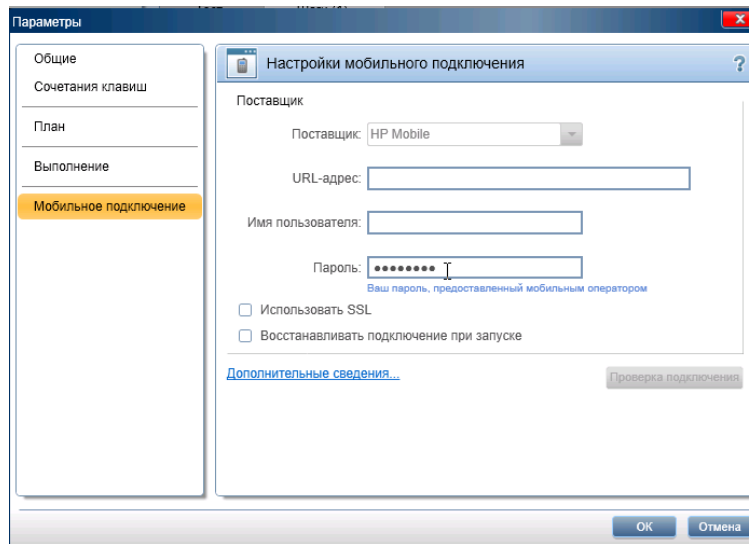 Параметры
Общие
Сочетания клавиш
План
Выполнение
Мобильное подключение
Настройки мобильного подключения
?
Поставщик
Поставщик: HP Mobile
URL-адрес:
Имя пользователя:
Пароль: ●●●●●●●●
Ваш пароль, предоставленный мобильным оператором
Использовать SSL
Восстанавливать подключение при запуске
Дополнительные сведения...
Проверка подключения
ОК
Отмена